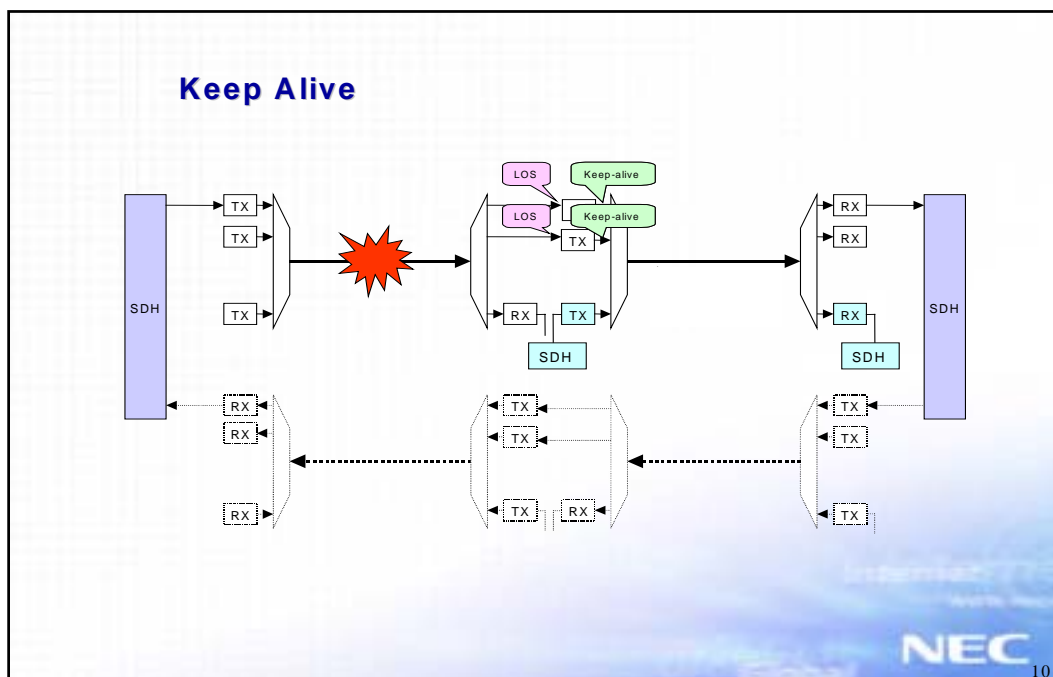 Keep Alive
LOS
Keep-alive
TX
RX
LOS
Keep-alive
TX
TX
RX
SDH
SDH
TX
RX
TX
RX
SDH
SDH
RX
TX
TX
RX
TX
TX
RX
TX
RX
TX
Internet
NEC
10